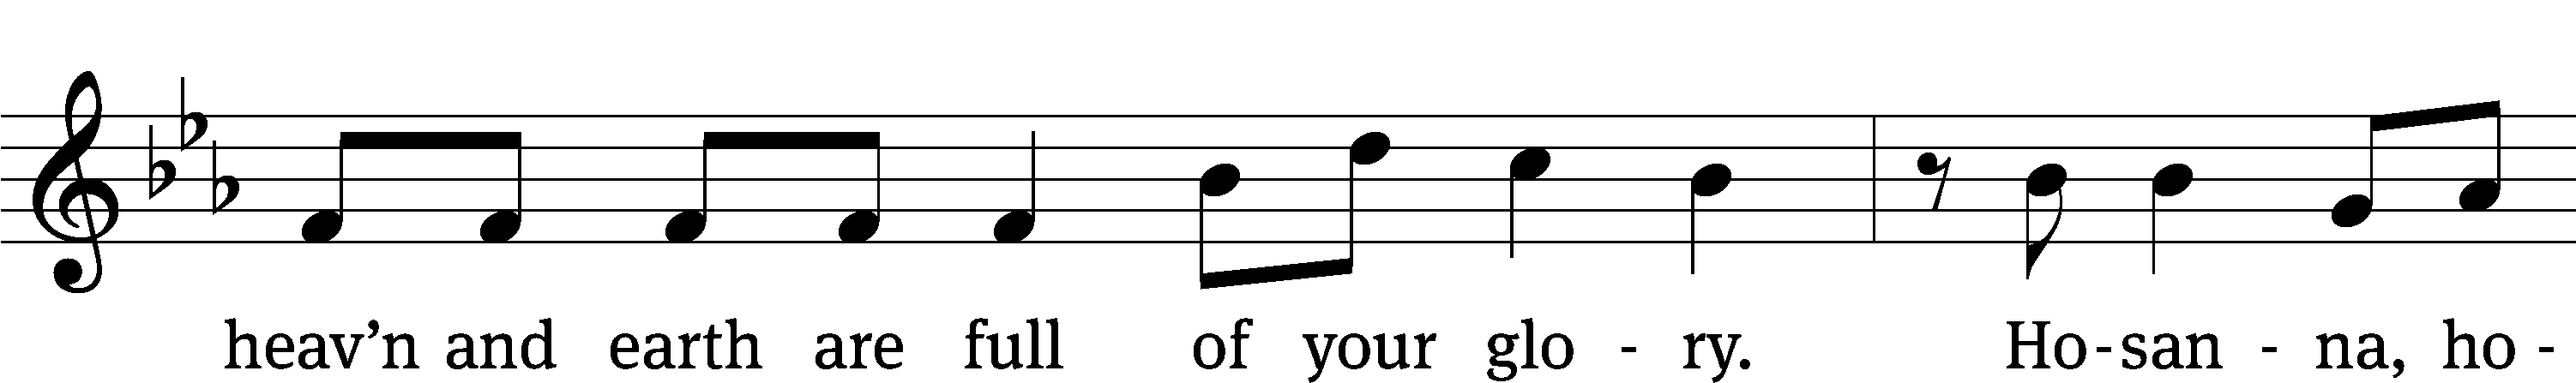 heav’n and earth are full of your glo - ry. Ho - san - na, ho -